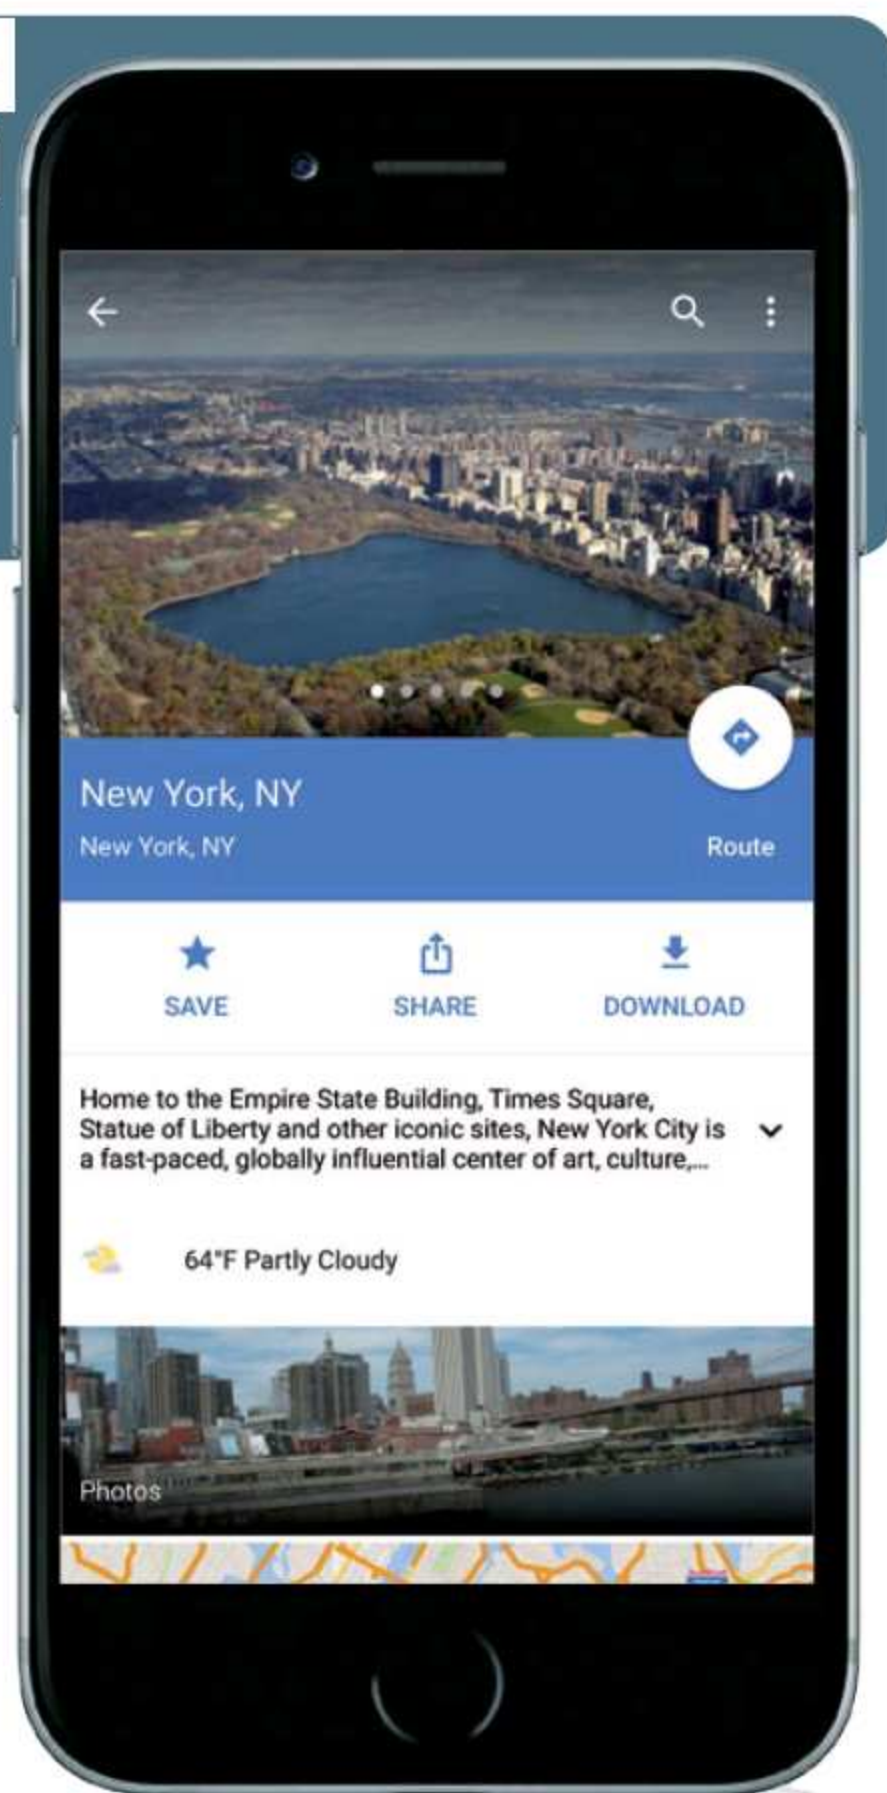 New York, NY
New York, NY
Route
SAVE
SHARE
DOWNLOAD
Home to the Empire State Building, Times Square,
Statue of Liberty and other iconic sites, New York City is
a fast-paced, globally influential center of art, culture,...
64°F Partly Cloudy
Photos